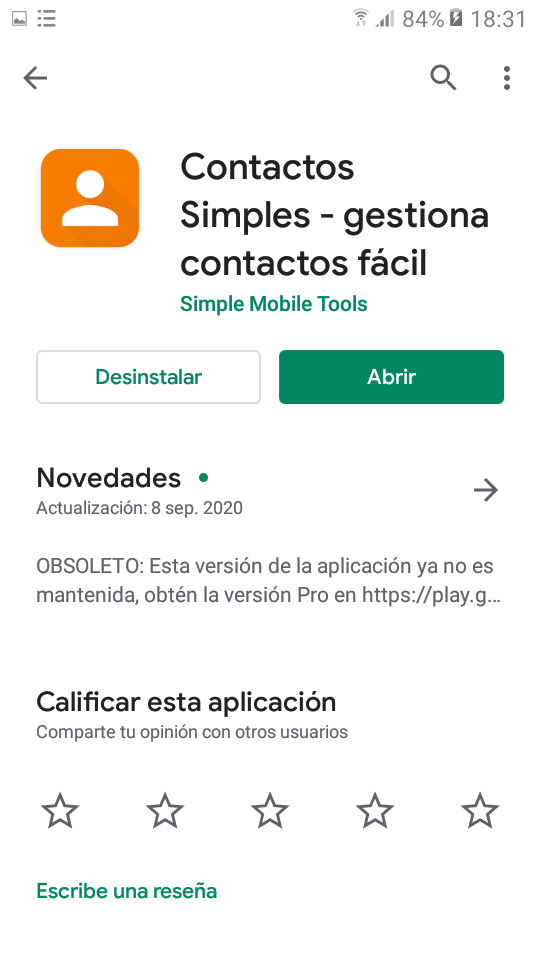 84% 18:31
Contactos
Simples - gestiona
contactos fácil
Simple Mobile Tools
Desinstalar
Abrir
Novedades
Actualización: 8 sep. 2020
OBSOLETO: Esta versión de la aplicación ya no es
mantenida, obtén la versión Pro en https://play.g...
Calificar esta aplicación
Comparte tu opinión con otros usuarios
Escribe una reseña